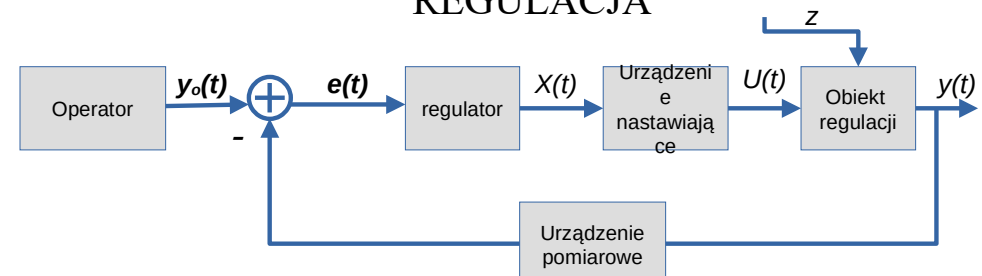 REGULACJA
z
Operator
yₒ(t)
+
-
e(t)
regulator
X(t)
Urządzeni
e
nastawiają
ce
U(t)
Obiekt
regulacji
y(t)
Urządzenie
pomiarowe